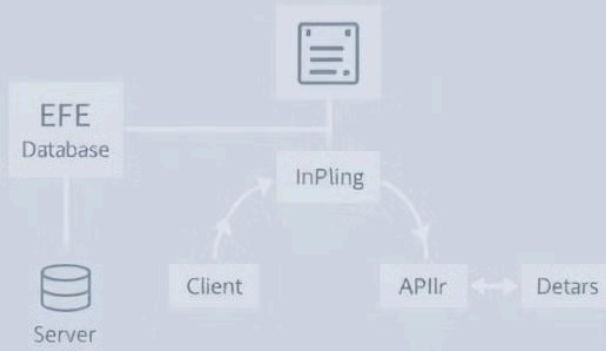 EFE
Database
InPling
Client
APIlr
Detars
Server